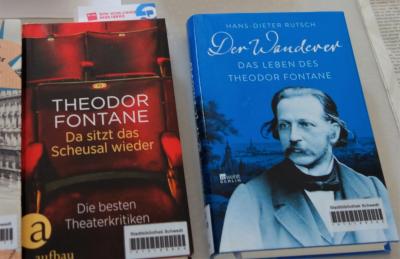 THEODOR
FONTANE
Da sitzt das
Scheusal wieder
Die besten
Theaterkritiken
a
aufbau
Stadtbibliothek Schwedt
HANS-DIETER RUTSCH
Der Wanderer
DAS LEBEN DES
THEODOR FONTANE
rowohlt
BERLIN
Stadtbibliothek Schwedt